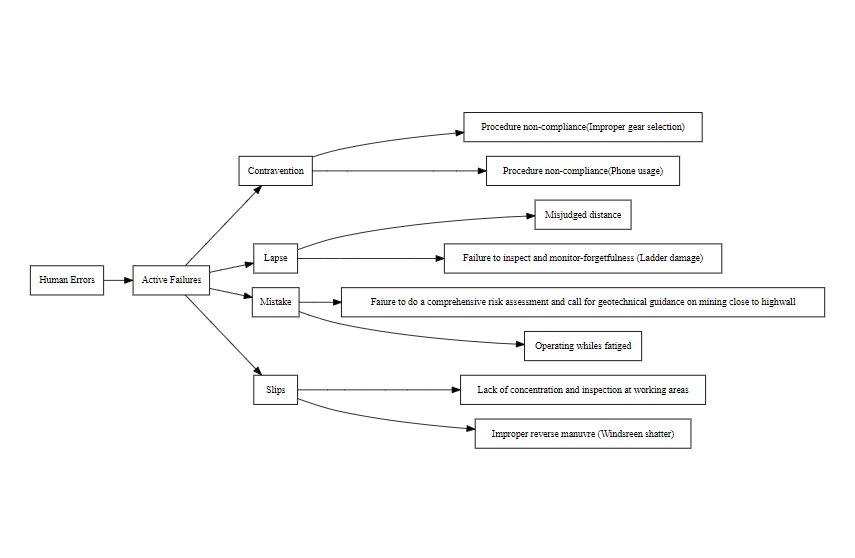 Human Errors
Active Failures
Contravention
Procedure non-compliance(Improper gear selection)
Procedure non-compliance(Phone usage)
Lapse
Misjudged distance
Failure to inspect and monitor-forgetfulness (Ladder damage)
Mistake
Faiure to do a comprehensive risk assessment and call for geotechnical guidance on mining close to highwall
Operating whiles fatiged
Slips
Lack of concentration and inspection at working areas
Improper reverse manuvre (Windsreen shatter)